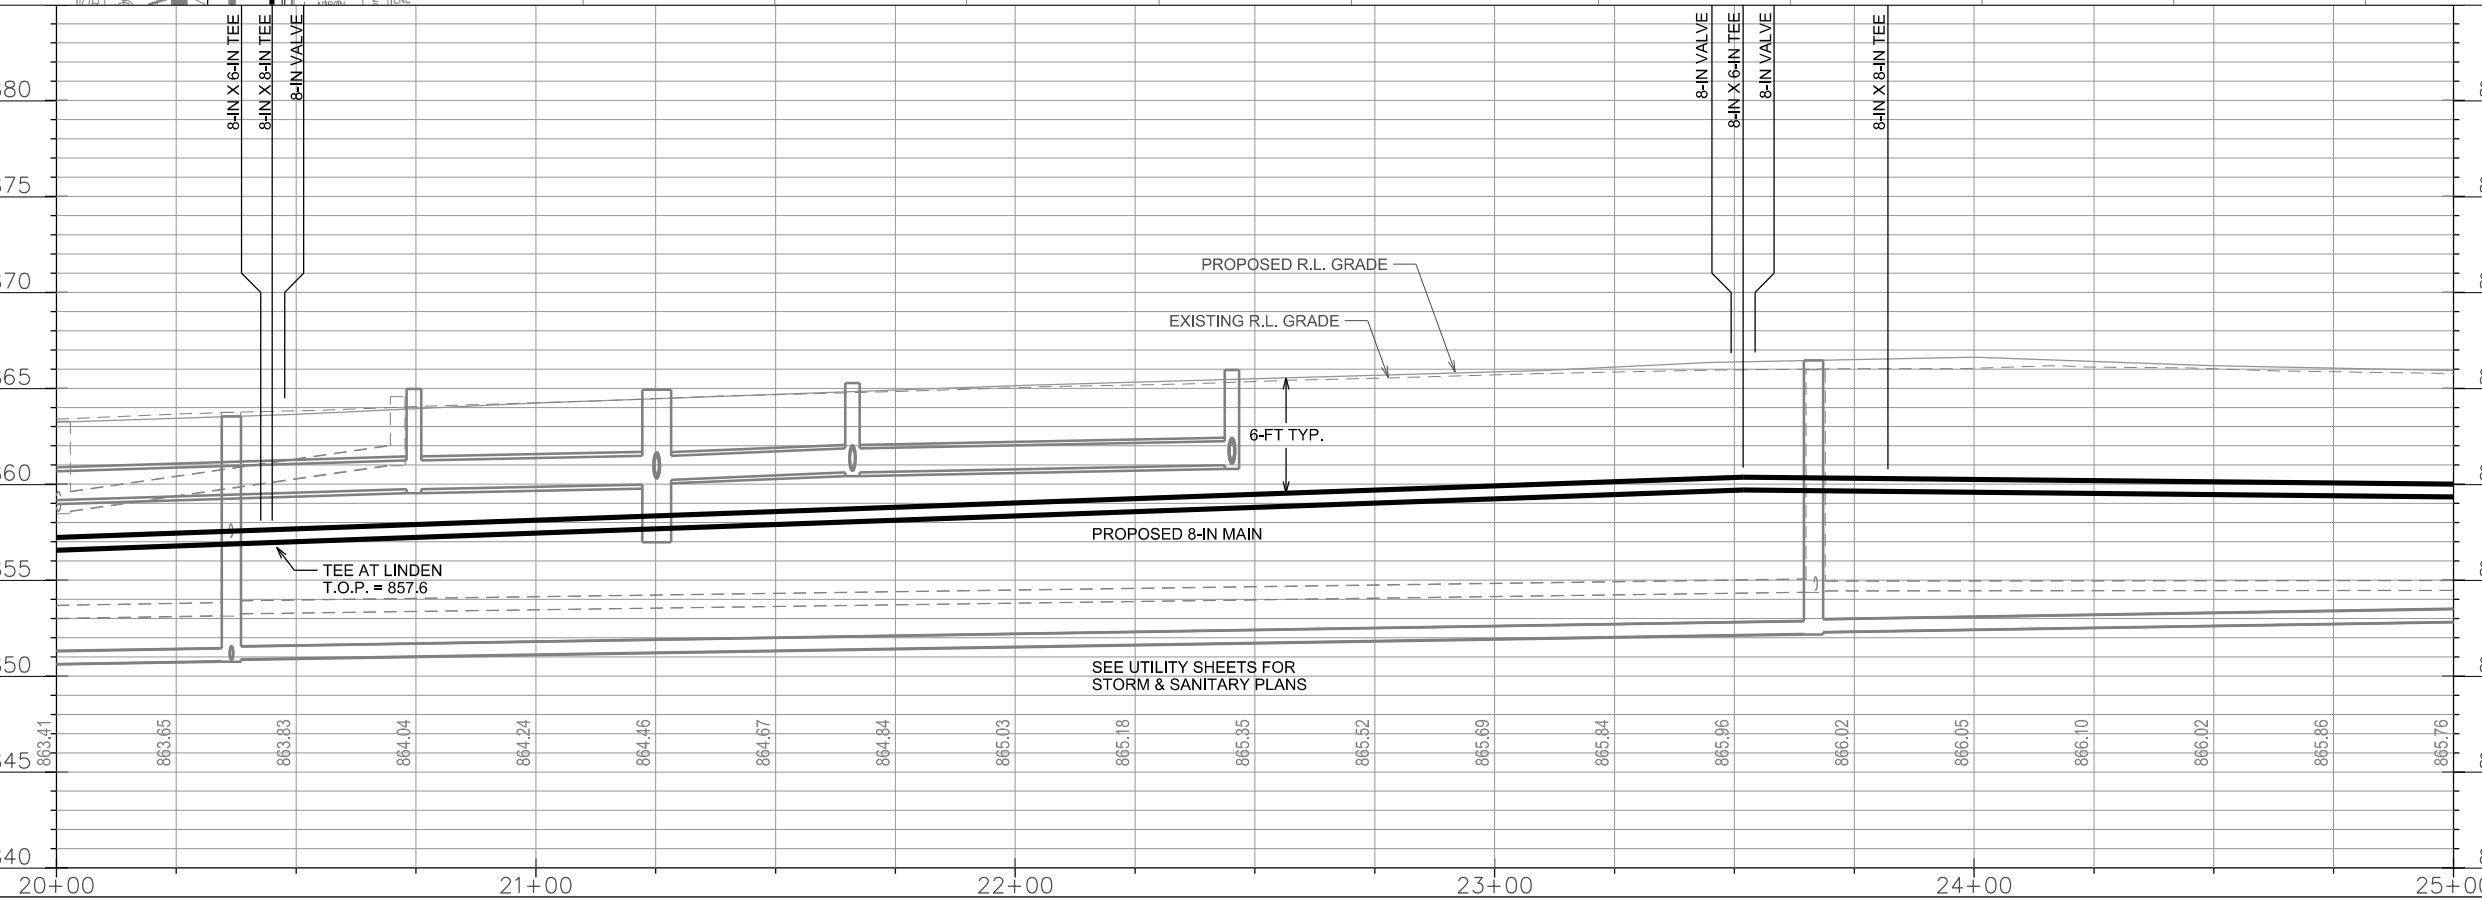 8-IN X 6-IN TEE
8-IN X 8-IN TEE
8-IN VALVE
8-IN VALVE
8-IN X 6-IN TEE
8-IN VALVE
8-IN X 8-IN TEE
PROPOSED R.L. GRADE
EXISTING R.L. GRADE
6-FT TYP.
PROPOSED 8-IN MAIN
TEE AT LINDEN
T.O.P. = 857.6
SEE UTILITY SHEETS FOR
STORM & SANITARY PLANS
863.41
863.65
863.83
864.04
864.24
864.46
864.67
864.84
865.03
865.18
865.35
865.52
865.69
865.84
865.96
866.02
866.05
866.10
866.02
865.86
865.76
20+00
21+00
22+00
23+00
24+00